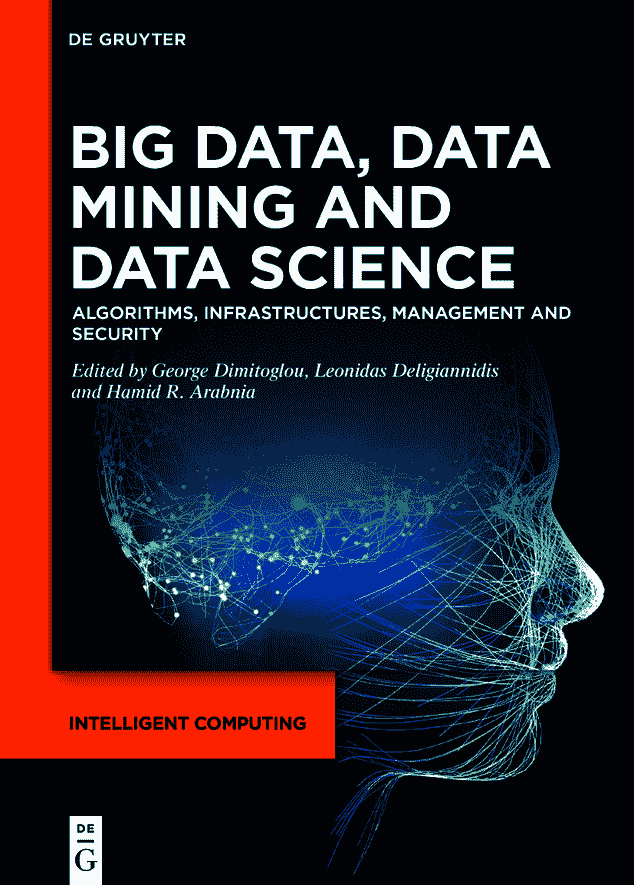 DE GRUYTER
BIG DATA, DATA
MINING AND
DATA SCIENCE
ALGORITHMS, INFRASTRUCTURES, MANAGEMENT AND
SECURITY
Edited by George Dimitoglou, Leonidas Deligiannidis
and Hamid R. Arabnia
INTELLIGENT COMPUTING
DE
G